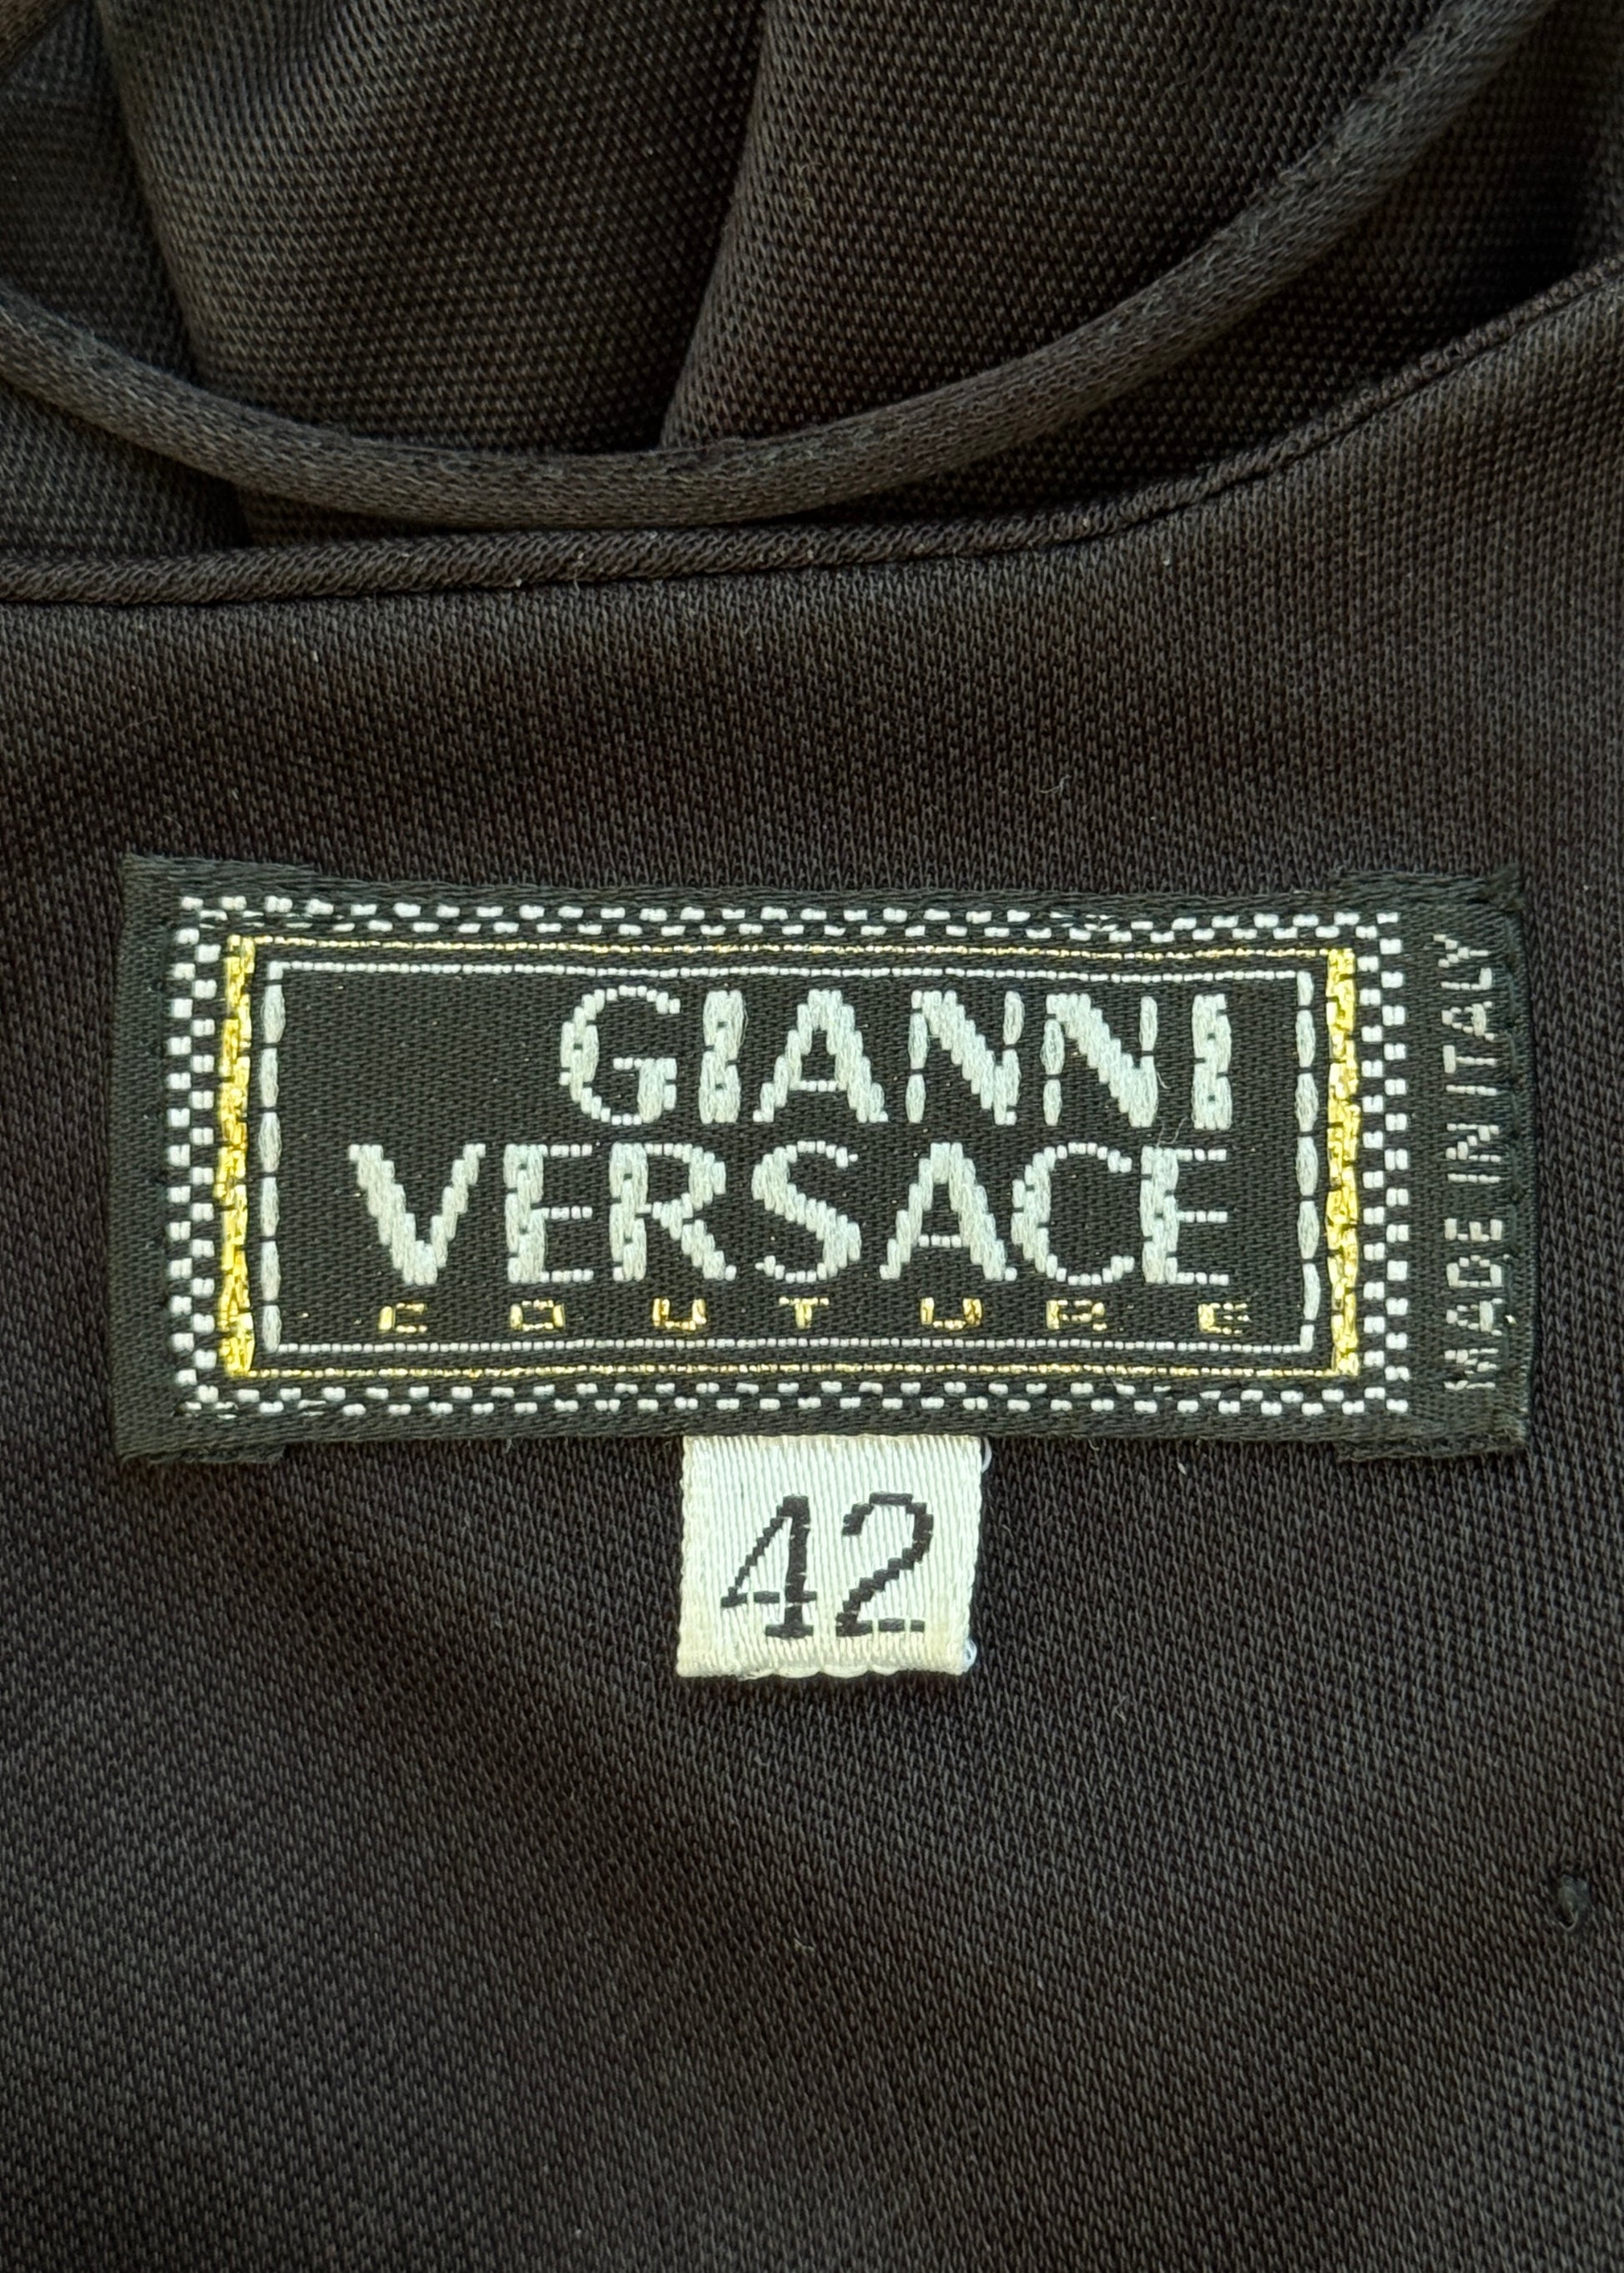 GIANNI
VERSACE
COUTURE
MADE IN ITALY
42